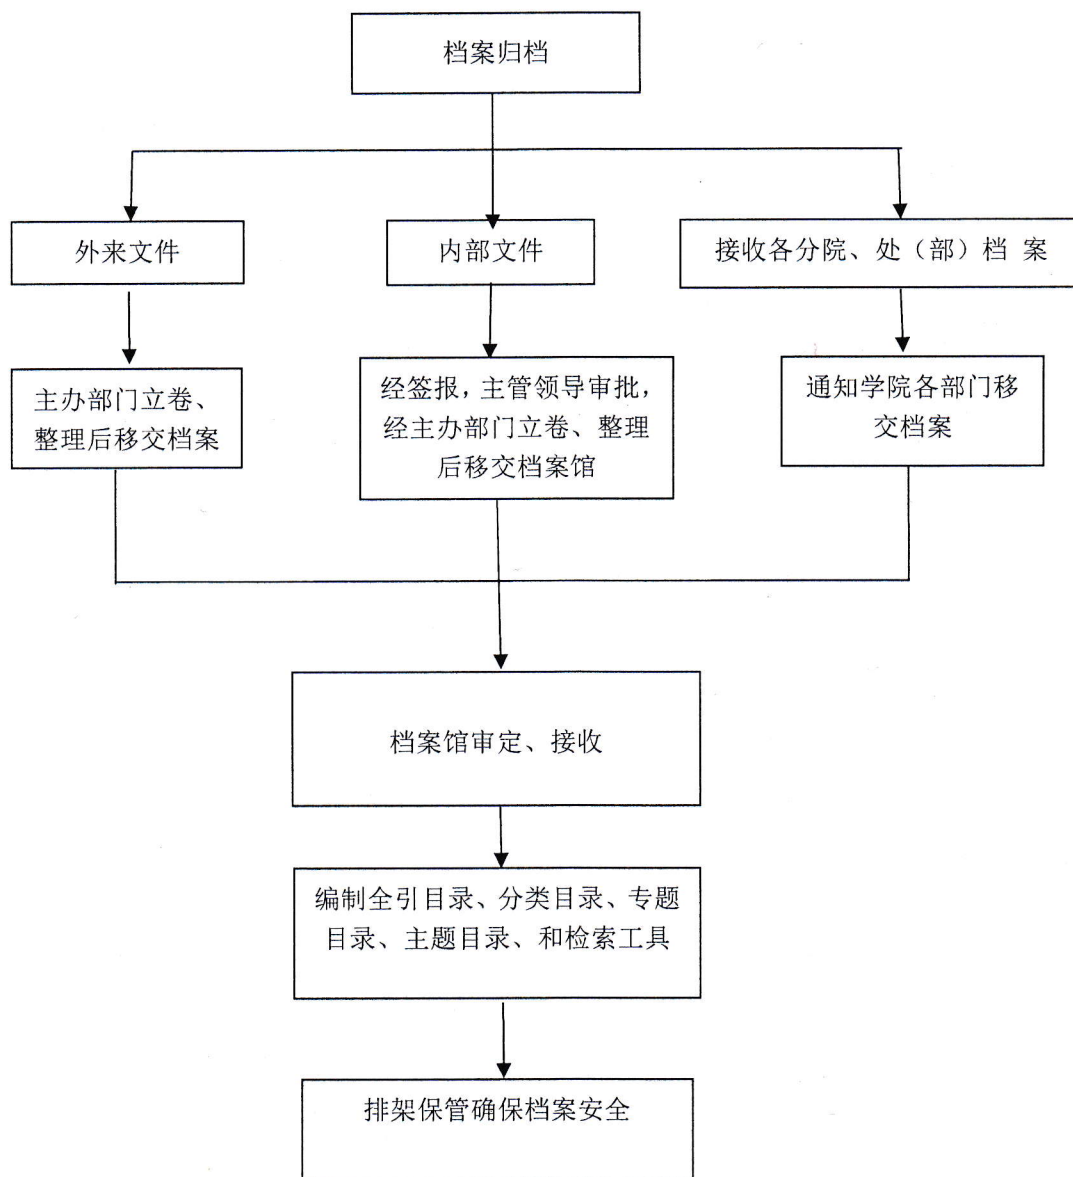 档案归档
外来文件
内部文件
接收各分院、处（部）档 案
主办部门立卷、
整理后移交档案
经签报，主管领导审批，
经主办部门立卷、整理
后移交档案馆
通知学院各部门移
交档案
档案馆审定、接收
编制全引目录、分类目录、专题
目录、主题目录、和检索工具
排架保管确保档案安全